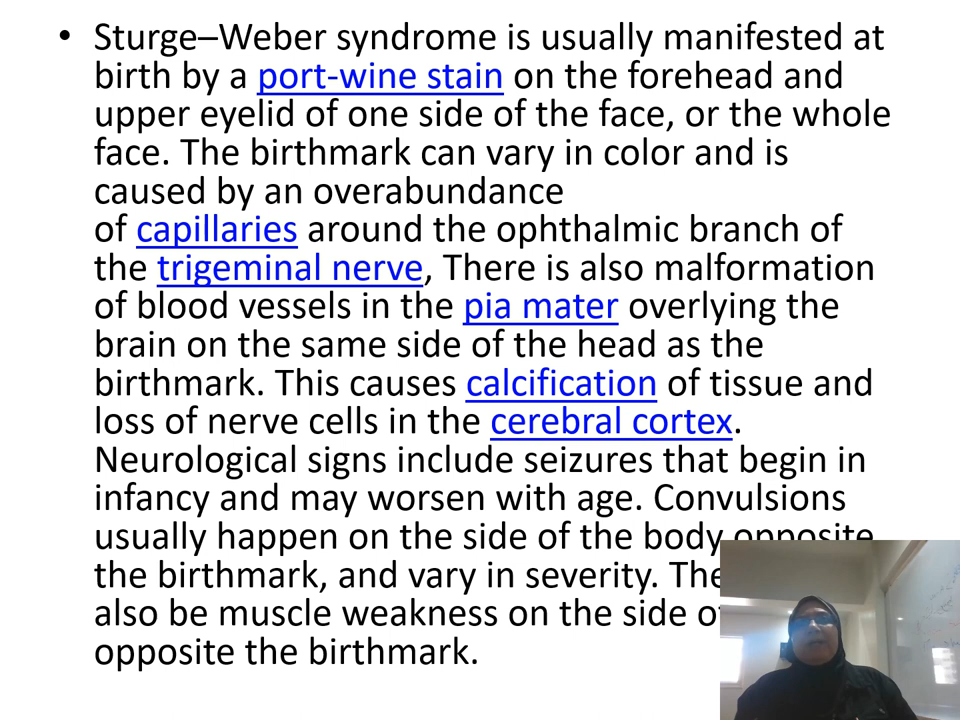 • Sturge–Weber syndrome is usually manifested at
birth by a port-wine stain on the forehead and
upper eyelid of one side of the face, or the whole
face. The birthmark can vary in color and is
caused by an overabundance
of capillaries around the ophthalmic branch of
the trigeminal nerve, There is also malformation
of blood vessels in the pia mater overlying the
brain on the same side of the head as the
birthmark. This causes calcification of tissue and
loss of nerve cells in the cerebral cortex.
Neurological signs include seizures that begin in
infancy and may worsen with age. Convulsions
usually happen on the side of the body opposite
the birthmark, and vary in severity.
also be muscle weakness on the side
opposite the birthmark.